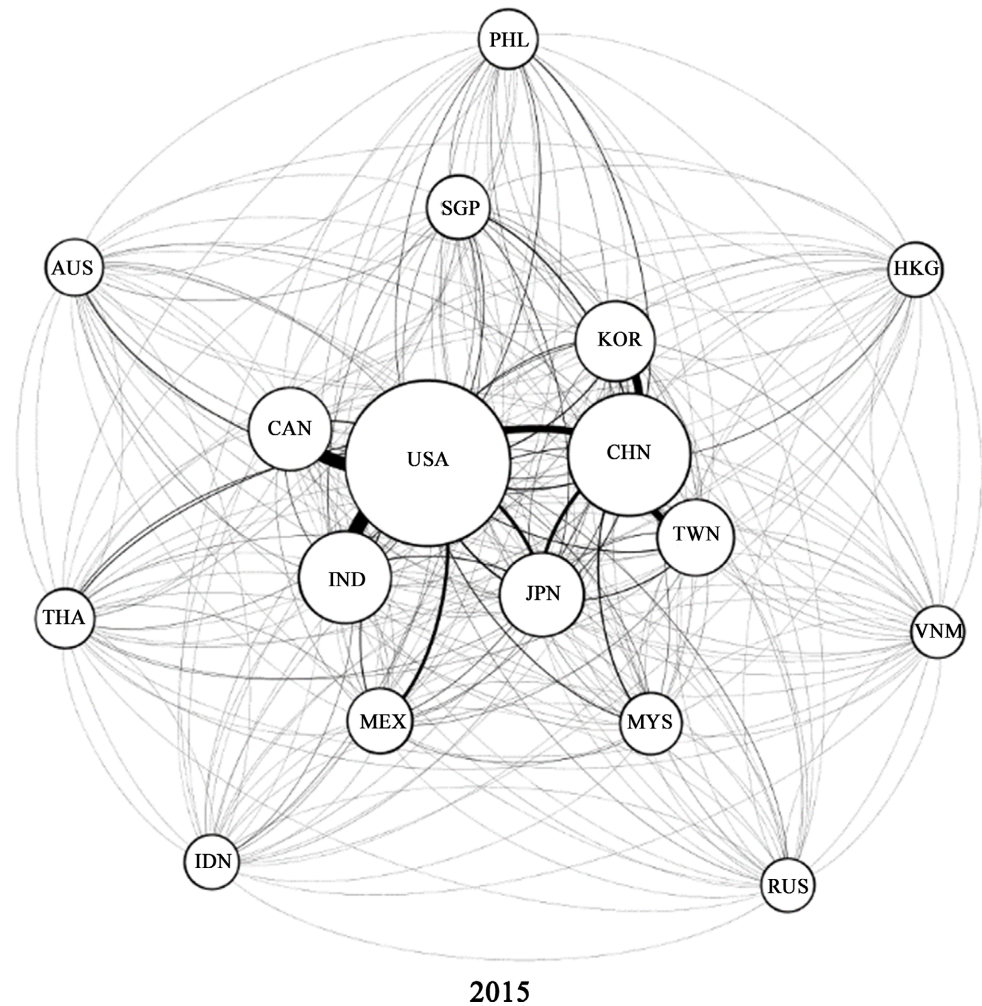 PHL
SGP
AUS
HKG
KOR
CAN
USA
CHN
TWN
IND
JPN
THA
VNM
MEX
MYS
IDN
RUS
2015